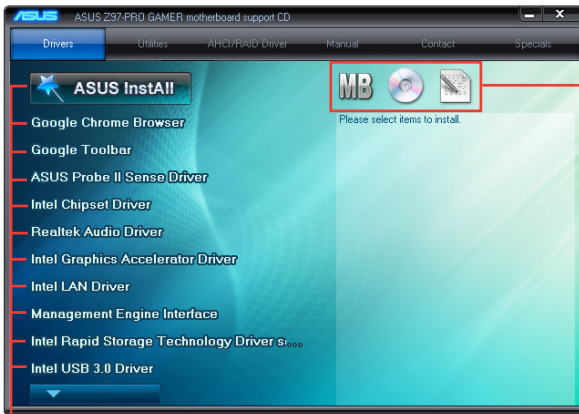 ASUS ASUS Z97-PRO GAMER motherboard support CD
Drivers Utilities AHCI/RAID Driver Manual Contact Specials
ASUS InstAll
MB
Please select items to install.
Google Chrome Browser
Google Toolbar
ASUS Probe II Sense Driver
Intel Chipset Driver
Realtek Audio Driver
Intel Graphics Accelerator Driver
Intel LAN Driver
Management Engine Interface
Intel Rapid Storage Technology Driver s...
Intel USB 3.0 Driver